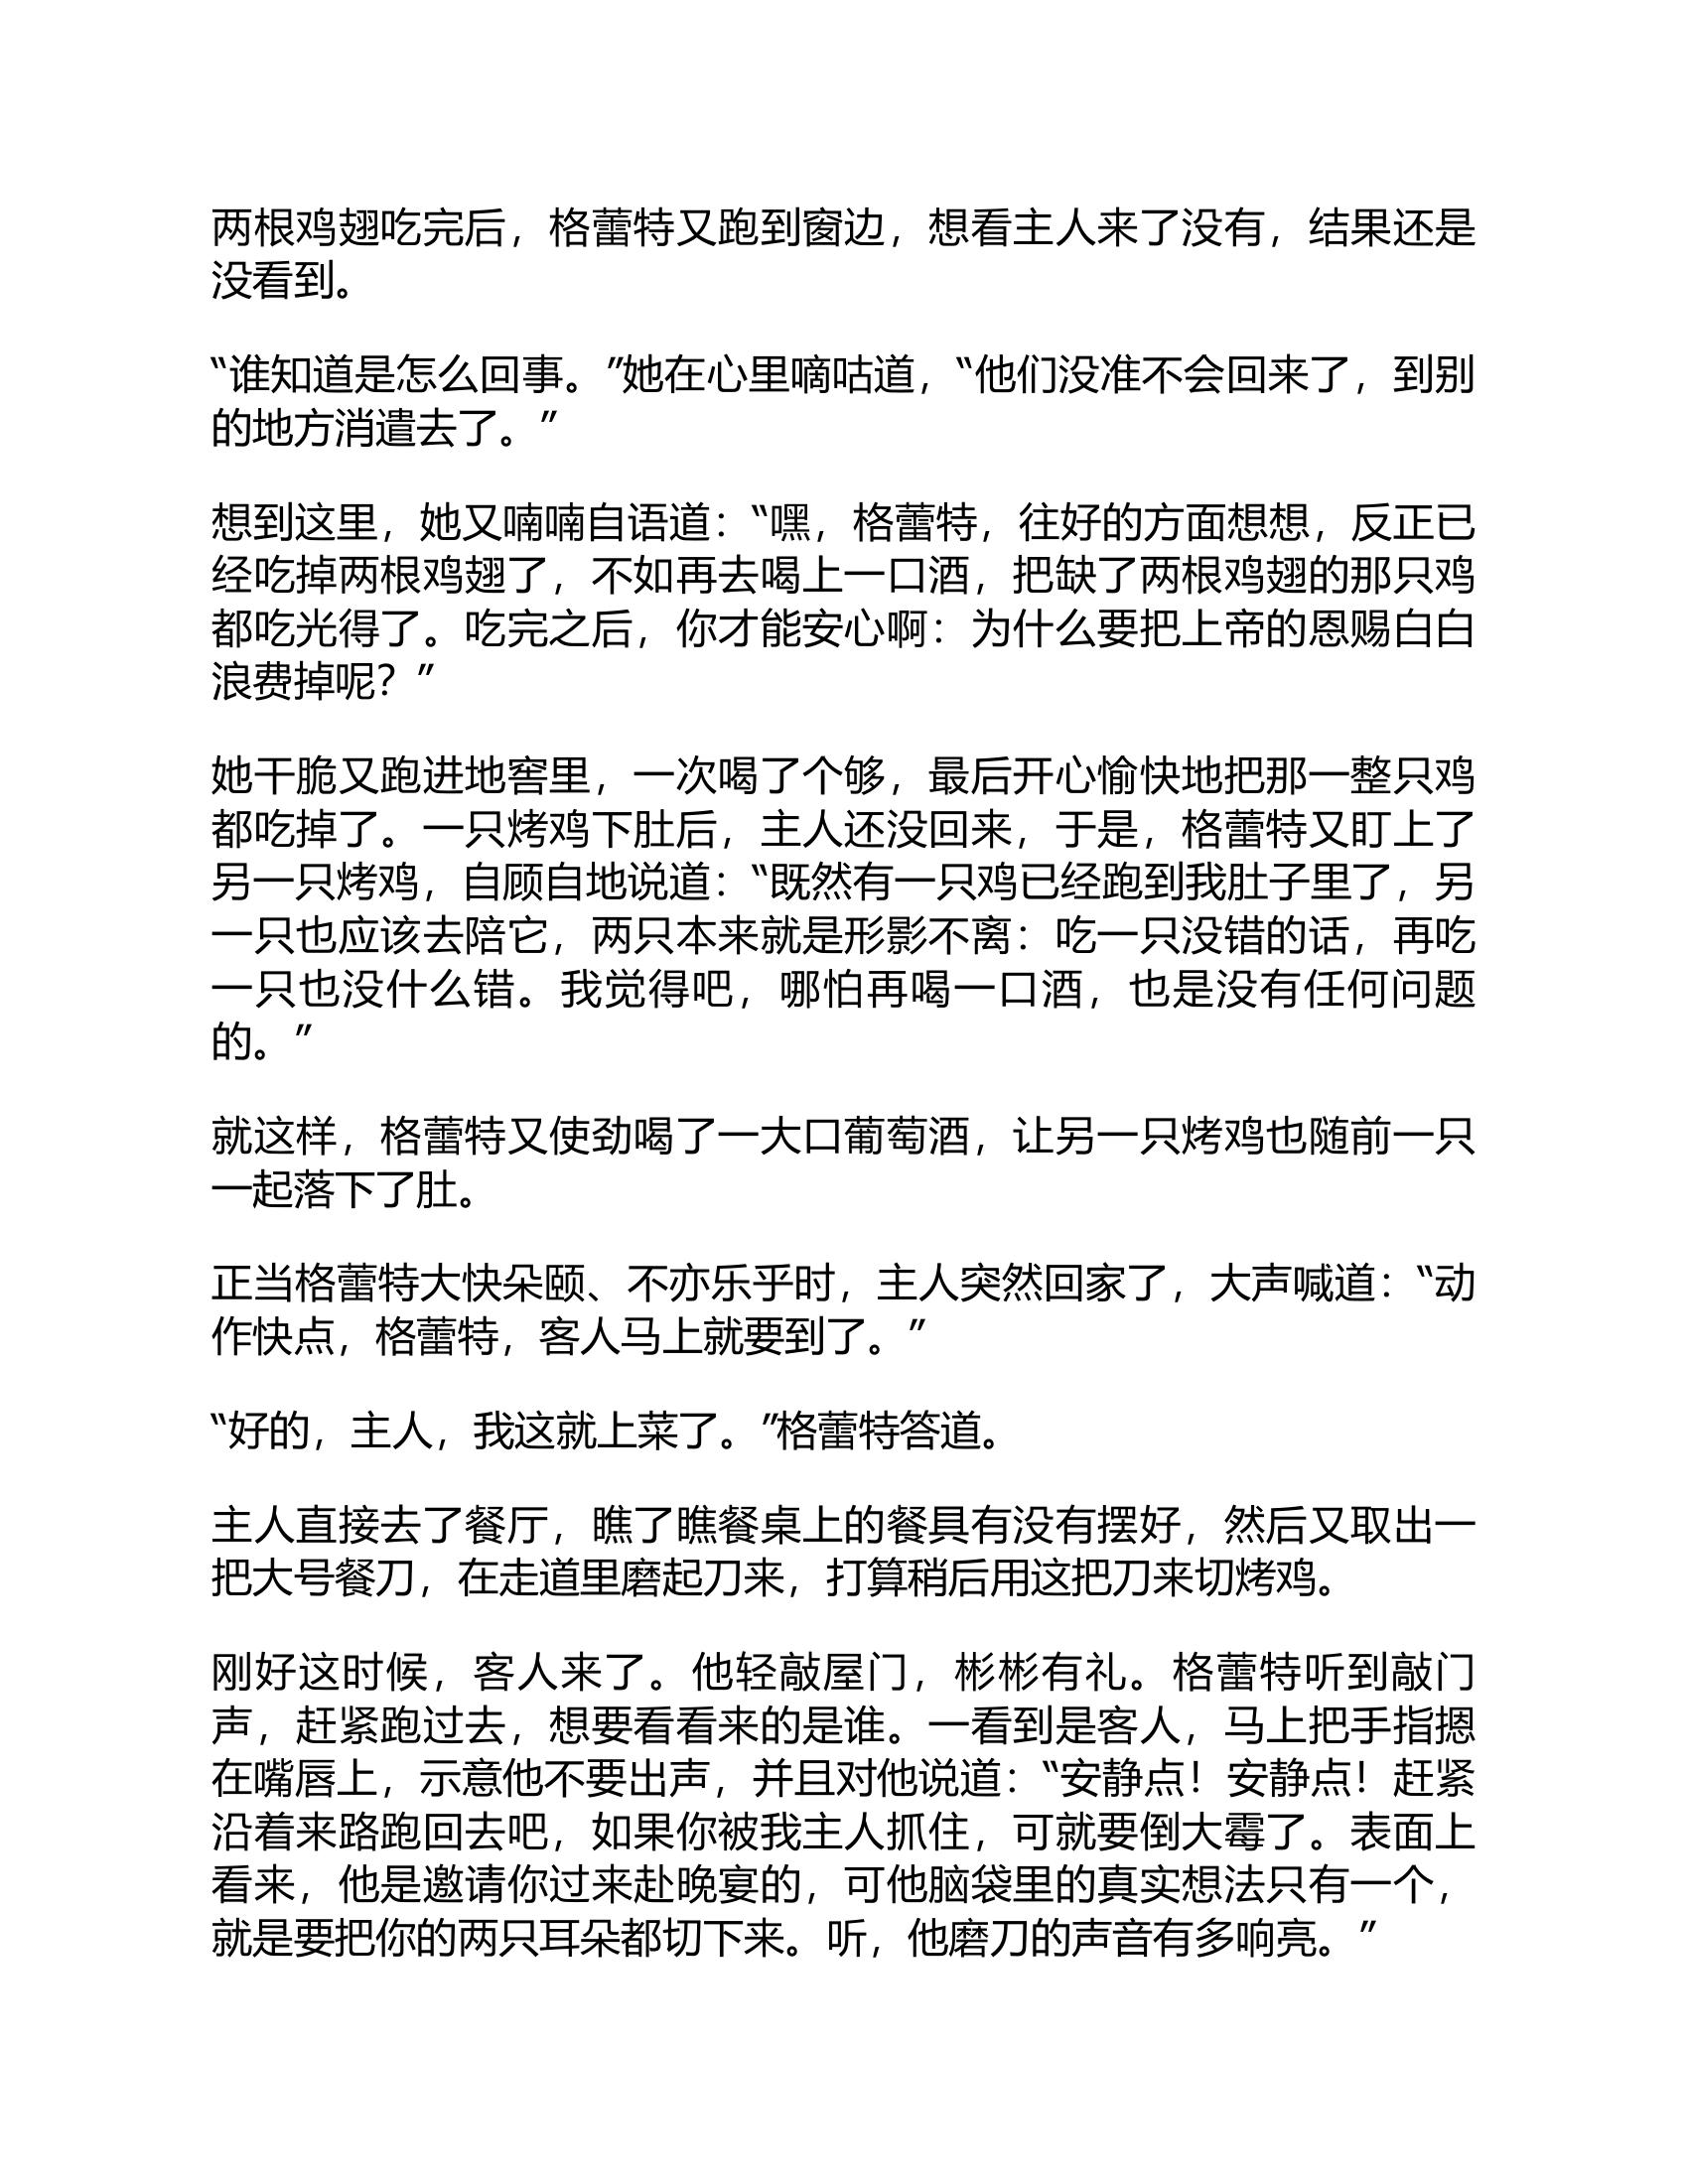 两根鸡翅吃完后，格蕾特又跑到窗边，想看主人来了没有，结果还是
没看到。
“谁知道是怎么回事。”她在心里嘀咕道，“他们没准不会回来了，到别
的地方消遣去了。”
想到这里，她又喃喃自语道：“嘿，格蕾特，往好的方面想想，反正已
经吃掉两根鸡翅了，不如再去喝上一口酒，把缺了两根鸡翅的那只鸡
都吃光得了。吃完之后，你才能安心啊：为什么要把上帝的恩赐白白
浪费掉呢？”
她干脆又跑进地窖里，一次喝了个够，最后开心愉快地把那一整只鸡
都吃掉了。一只烤鸡下肚后，主人还没回来，于是，格蕾特又盯上了
另一只烤鸡，自顾自地说道：“既然有一只鸡已经跑到我肚子里了，另
一只也应该去陪它，两只本来就是形影不离：吃一只没错的话，再吃
一只也没什么错。我觉得吧，哪怕再喝一口酒，也是没有任何问题
的。”
就这样，格蕾特又使劲喝了一大口葡萄酒，让另一只烤鸡也随前一只
一起落下了肚。
正当格蕾特大快朵颐、不亦乐乎时，主人突然回家了，大声喊道：“动
作快点，格蕾特，客人马上就要到了。”
“好的，主人，我这就上菜了。”格蕾特答道。
主人直接去了餐厅，瞧了瞧餐桌上的餐具有没有摆好，然后又取出一
把大号餐刀，在走道里磨起刀来，打算稍后用这把刀来切烤鸡。
刚好这时候，客人来了。他轻敲屋门，彬彬有礼。格蕾特听到敲门
声，赶紧跑过去，想要看看来的是谁。一看到是客人，马上把手指摁
在嘴唇上，示意他不要出声，并且对他说道：“安静点！安静点！赶紧
沿着来路跑回去吧，如果你被我主人抓住，可就要倒大霉了。表面上
看来，他是邀请你过来赴晚宴的，可他脑袋里的真实想法只有一个，
就是要把你的两只耳朵都切下来。听，他磨刀的声音有多响亮。”